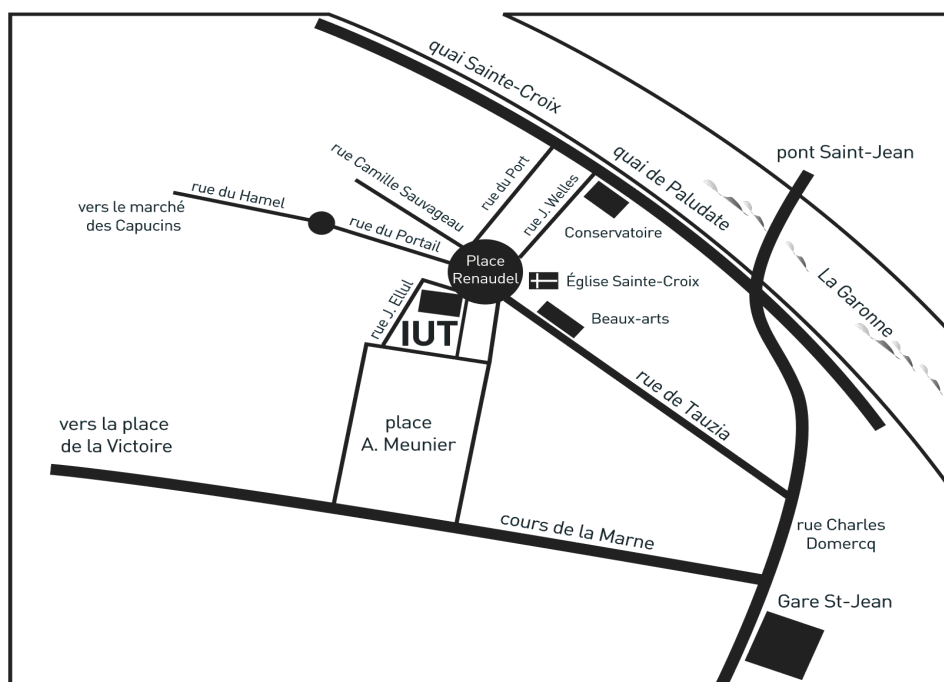 quai Sainte-Croix
pont Saint-Jean
quai de Paludate
rue du Port
rue Camille Sauvageau
rue du Hamel
rue J. Welles
vers le marché
des Capucins
rue du Portail
Conservatoire
Place
Renaudel
Église Sainte-Croix
La Garonne
rue J. Ellul
Beaux-arts
IUT
rue de Tauzia
vers la place
de la Victoire
place
A. Meunier
cours de la Marne
rue Charles
Domercq
Gare St-Jean